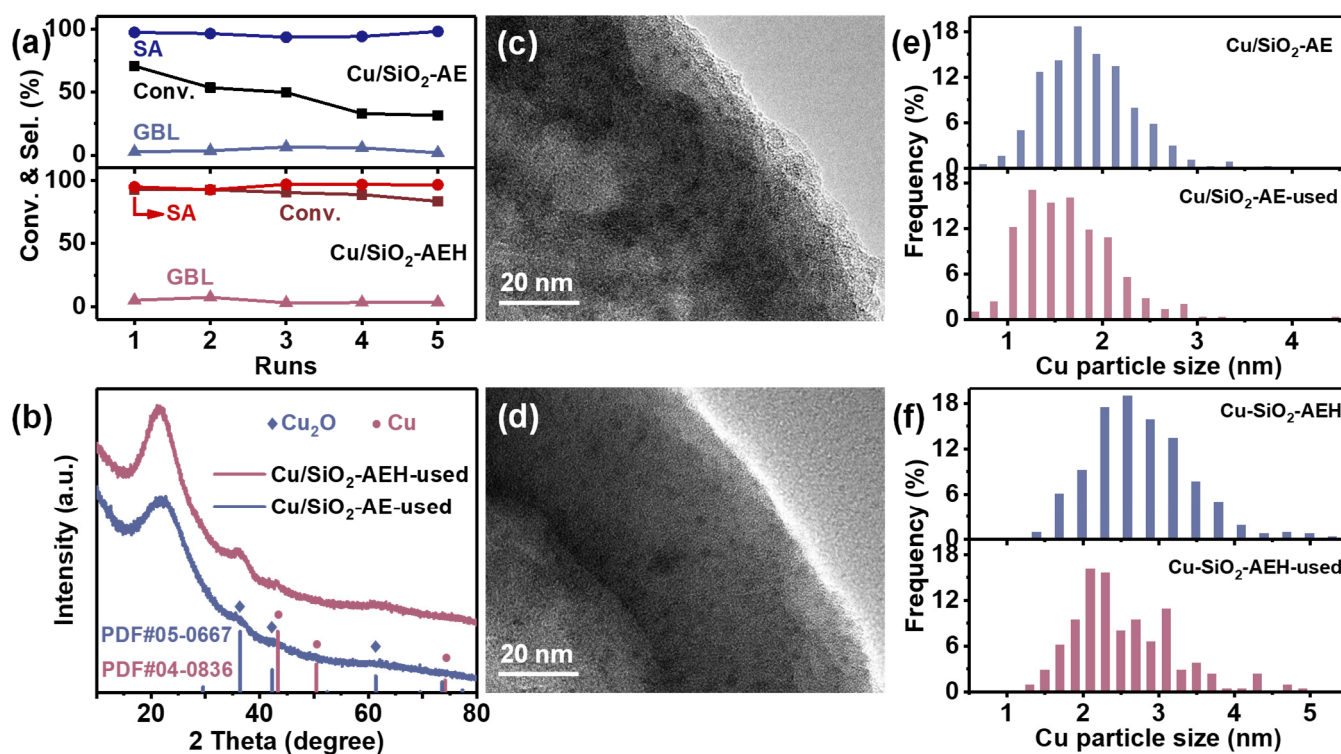 (a)
Conv. & Sel. (%)
100
50
0
100
50
0
SA
Cu/SiO₂-AE
Conv.
GBL
SA
Conv.
Cu/SiO₂-AEH
GBL
1 2 3 4 5
Runs
(b)
Intensity (a.u.)
Cu₂O Cu
Cu/SiO₂-AEH-used
Cu/SiO₂-AE-used
PDF#05-0667
PDF#04-0836
20 40 60 80
2 Theta (degree)
(c)
20 nm
(d)
20 nm
(e)
Frequency (%)
18
12
6
0
Cu/SiO₂-AE
18
12
6
0
Cu/SiO₂-AE-used
1 2 3 4
Cu particle size (nm)
(f)
Frequency (%)
18
12
6
0
Cu-SiO₂-AEH
Frequency (%)
18
12
6
0
Cu-SiO₂-AEH-used
1 2 3 4 5
Cu particle size (nm)